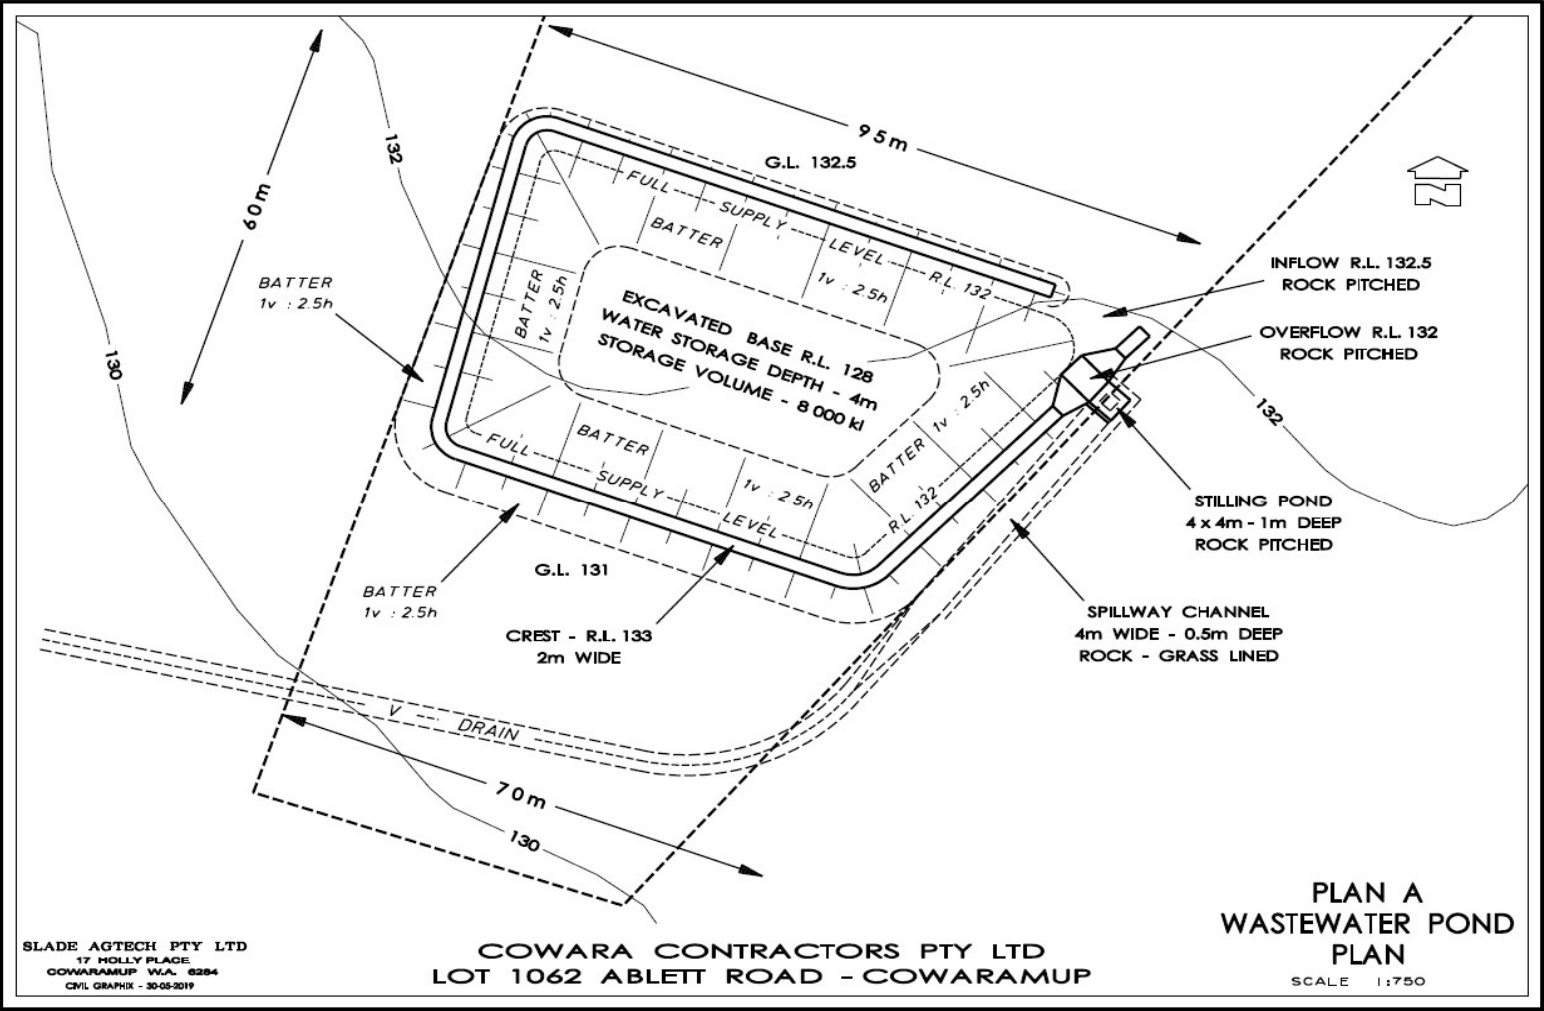 95m
G.L. 132.5
132
60m
N
FULL SUPPLY LEVEL R.L. 132
BATTER
1v : 2.5h
INFLOW R.L. 132.5
ROCK PITCHED
OVERFLOW R.L. 132
ROCK PITCHED
BATTER
1v : 2.5h
BATTER
1v : 2.5h
EXCAVATED BASE R.L. 128
WATER STORAGE DEPTH - 4m
STORAGE VOLUME - 8 000 kl
130
132
BATTER
1v : 2.5h
BATTER
1v : 2.5h
FULL SUPPLY LEVEL
R.L. 132
STILLING POND
4 x 4m - 1m DEEP
ROCK PITCHED
G.L. 131
BATTER
1v : 2.5h
CREST - R.L. 133
2m WIDE
SPILLWAY CHANNEL
4m WIDE - 0.5m DEEP
ROCK - GRASS LINED
V DRAIN
70m
130
PLAN A
WASTEWATER POND
PLAN
SCALE 1:750
SLADE AGTECH PTY LTD
17 HOLLY PLACE
COWARAMUP W.A. 6284
CIVIL GRAPHIX - 30-05-2019
COWARA CONTRACTORS PTY LTD
LOT 1062 ABLETT ROAD - COWARAMUP